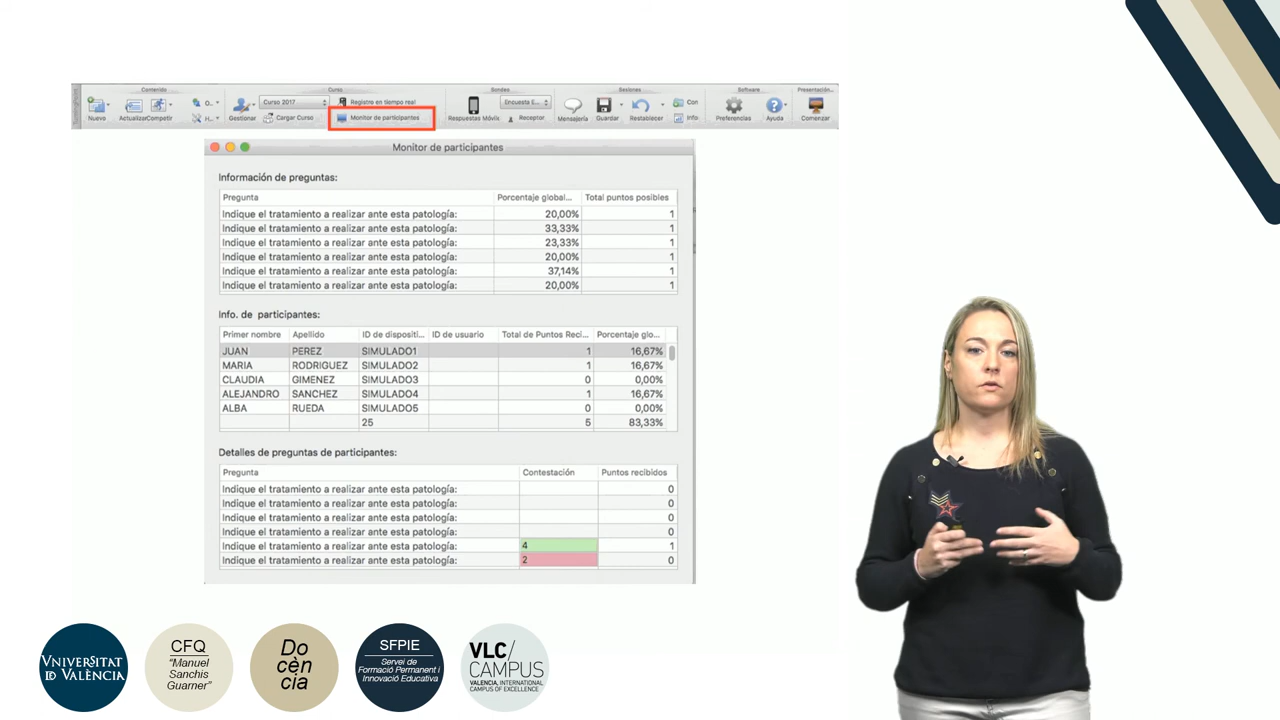 Contenido
Curso
Sondeo
Sesiones
Software
Presentación...
Nuevo
Actualizar
Competir
O..
H..
Gestionar
Curso 2017
Cargar Curso
Registro en tiempo real
Monitor de participantes
Respuestas Móvil
Encuesta E...
Receptor
Mensajería
Guardar
Restablecer
Con
Info
Preferencias
Ayuda
Comenzar
Monitor de participantes
Información de preguntas:
Pregunta Porcentaje global... Total puntos posibles
Indique el tratamiento a realizar ante esta patología: 20,00% 1
Indique el tratamiento a realizar ante esta patología: 33,33% 1
Indique el tratamiento a realizar ante esta patología: 23,33% 1
Indique el tratamiento a realizar ante esta patología: 20,00% 1
Indique el tratamiento a realizar ante esta patología: 37,14% 1
Indique el tratamiento a realizar ante esta patología: 20,00% 1
Info. de participantes:
Primer nombre Apellido ID de dispositi... ID de usuario Total de Puntos Reci... Porcentaje glo...
JUAN PEREZ SIMULADO1 1 16,67%
MARIA RODRIGUEZ SIMULADO2 1 16,67%
CLAUDIA GIMENEZ SIMULADO3 0 0,00%
ALEJANDRO SANCHEZ SIMULADO4 1 16,67%
ALBA RUEDA SIMULADO5 0 0,00%
25 5 83,33%
Detalles de preguntas de participantes:
Pregunta Contestación Puntos recibidos
Indique el tratamiento a realizar ante esta patología: 0
Indique el tratamiento a realizar ante esta patología: 0
Indique el tratamiento a realizar ante esta patología: 0
Indique el tratamiento a realizar ante esta patología: 0
Indique el tratamiento a realizar ante esta patología: 4 1
Indique el tratamiento a realizar ante esta patología: 2 0
VNIVERSITAT
ID VALÈNCIA
CFQ
"Manuel
Sanchis
Guarner"
Do
cèn
cia
SFPIE
Servei de
Formació Permanent i
Innovació Educativa
VLC/
CAMPUS
VALENCIA, INTERNATIONAL
CAMPUS OF EXCELLENCE